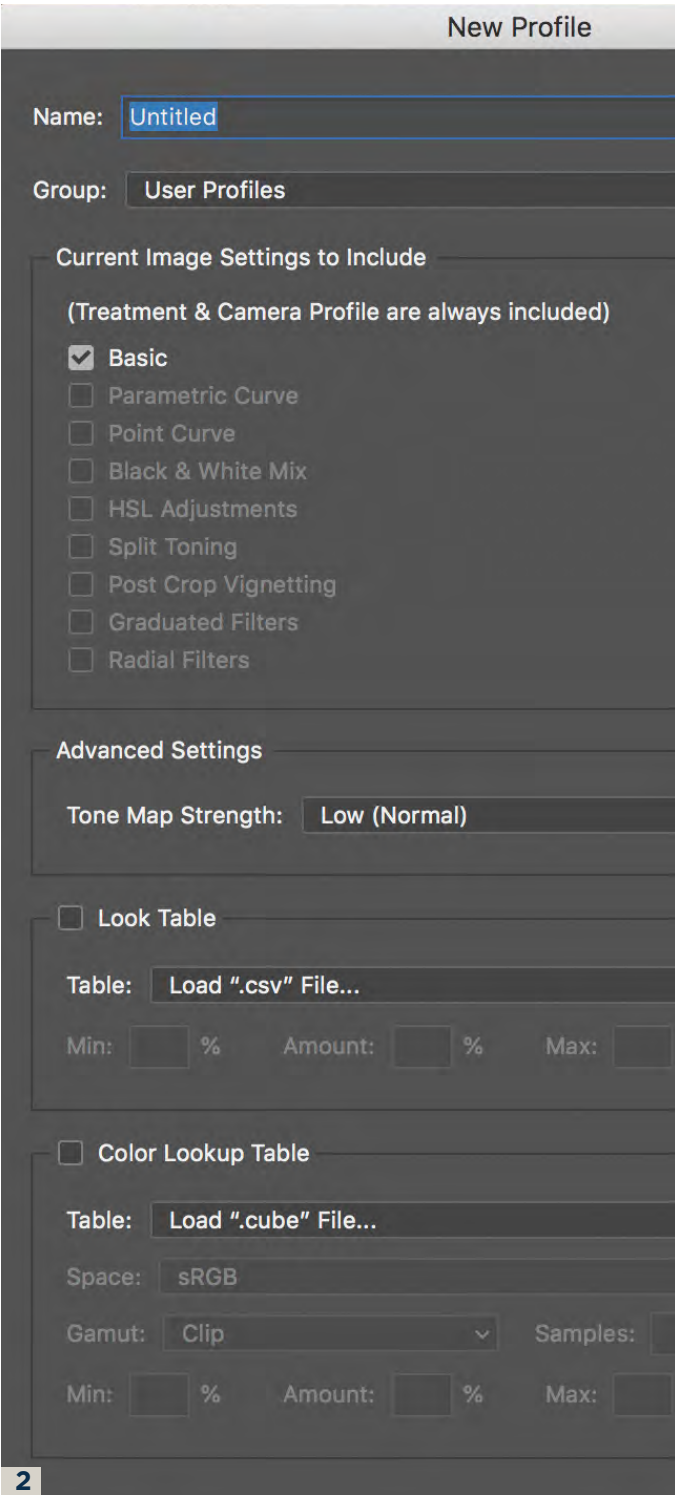 New Profile
Name: Untitled
Group: User Profiles
Current Image Settings to Include
(Treatment & Camera Profile are always included)
Basic
Parametric Curve
Point Curve
Black & White Mix
HSL Adjustments
Split Toning
Post Crop Vignetting
Graduated Filters
Radial Filters
Advanced Settings
Tone Map Strength: Low (Normal)
Look Table
Table: Load “.csv” File...
Min: % Amount: % Max:
Color Lookup Table
Table: Load “.cube” File...
Space: sRGB
Gamut: Clip Samples:
Min: % Amount: % Max:
2